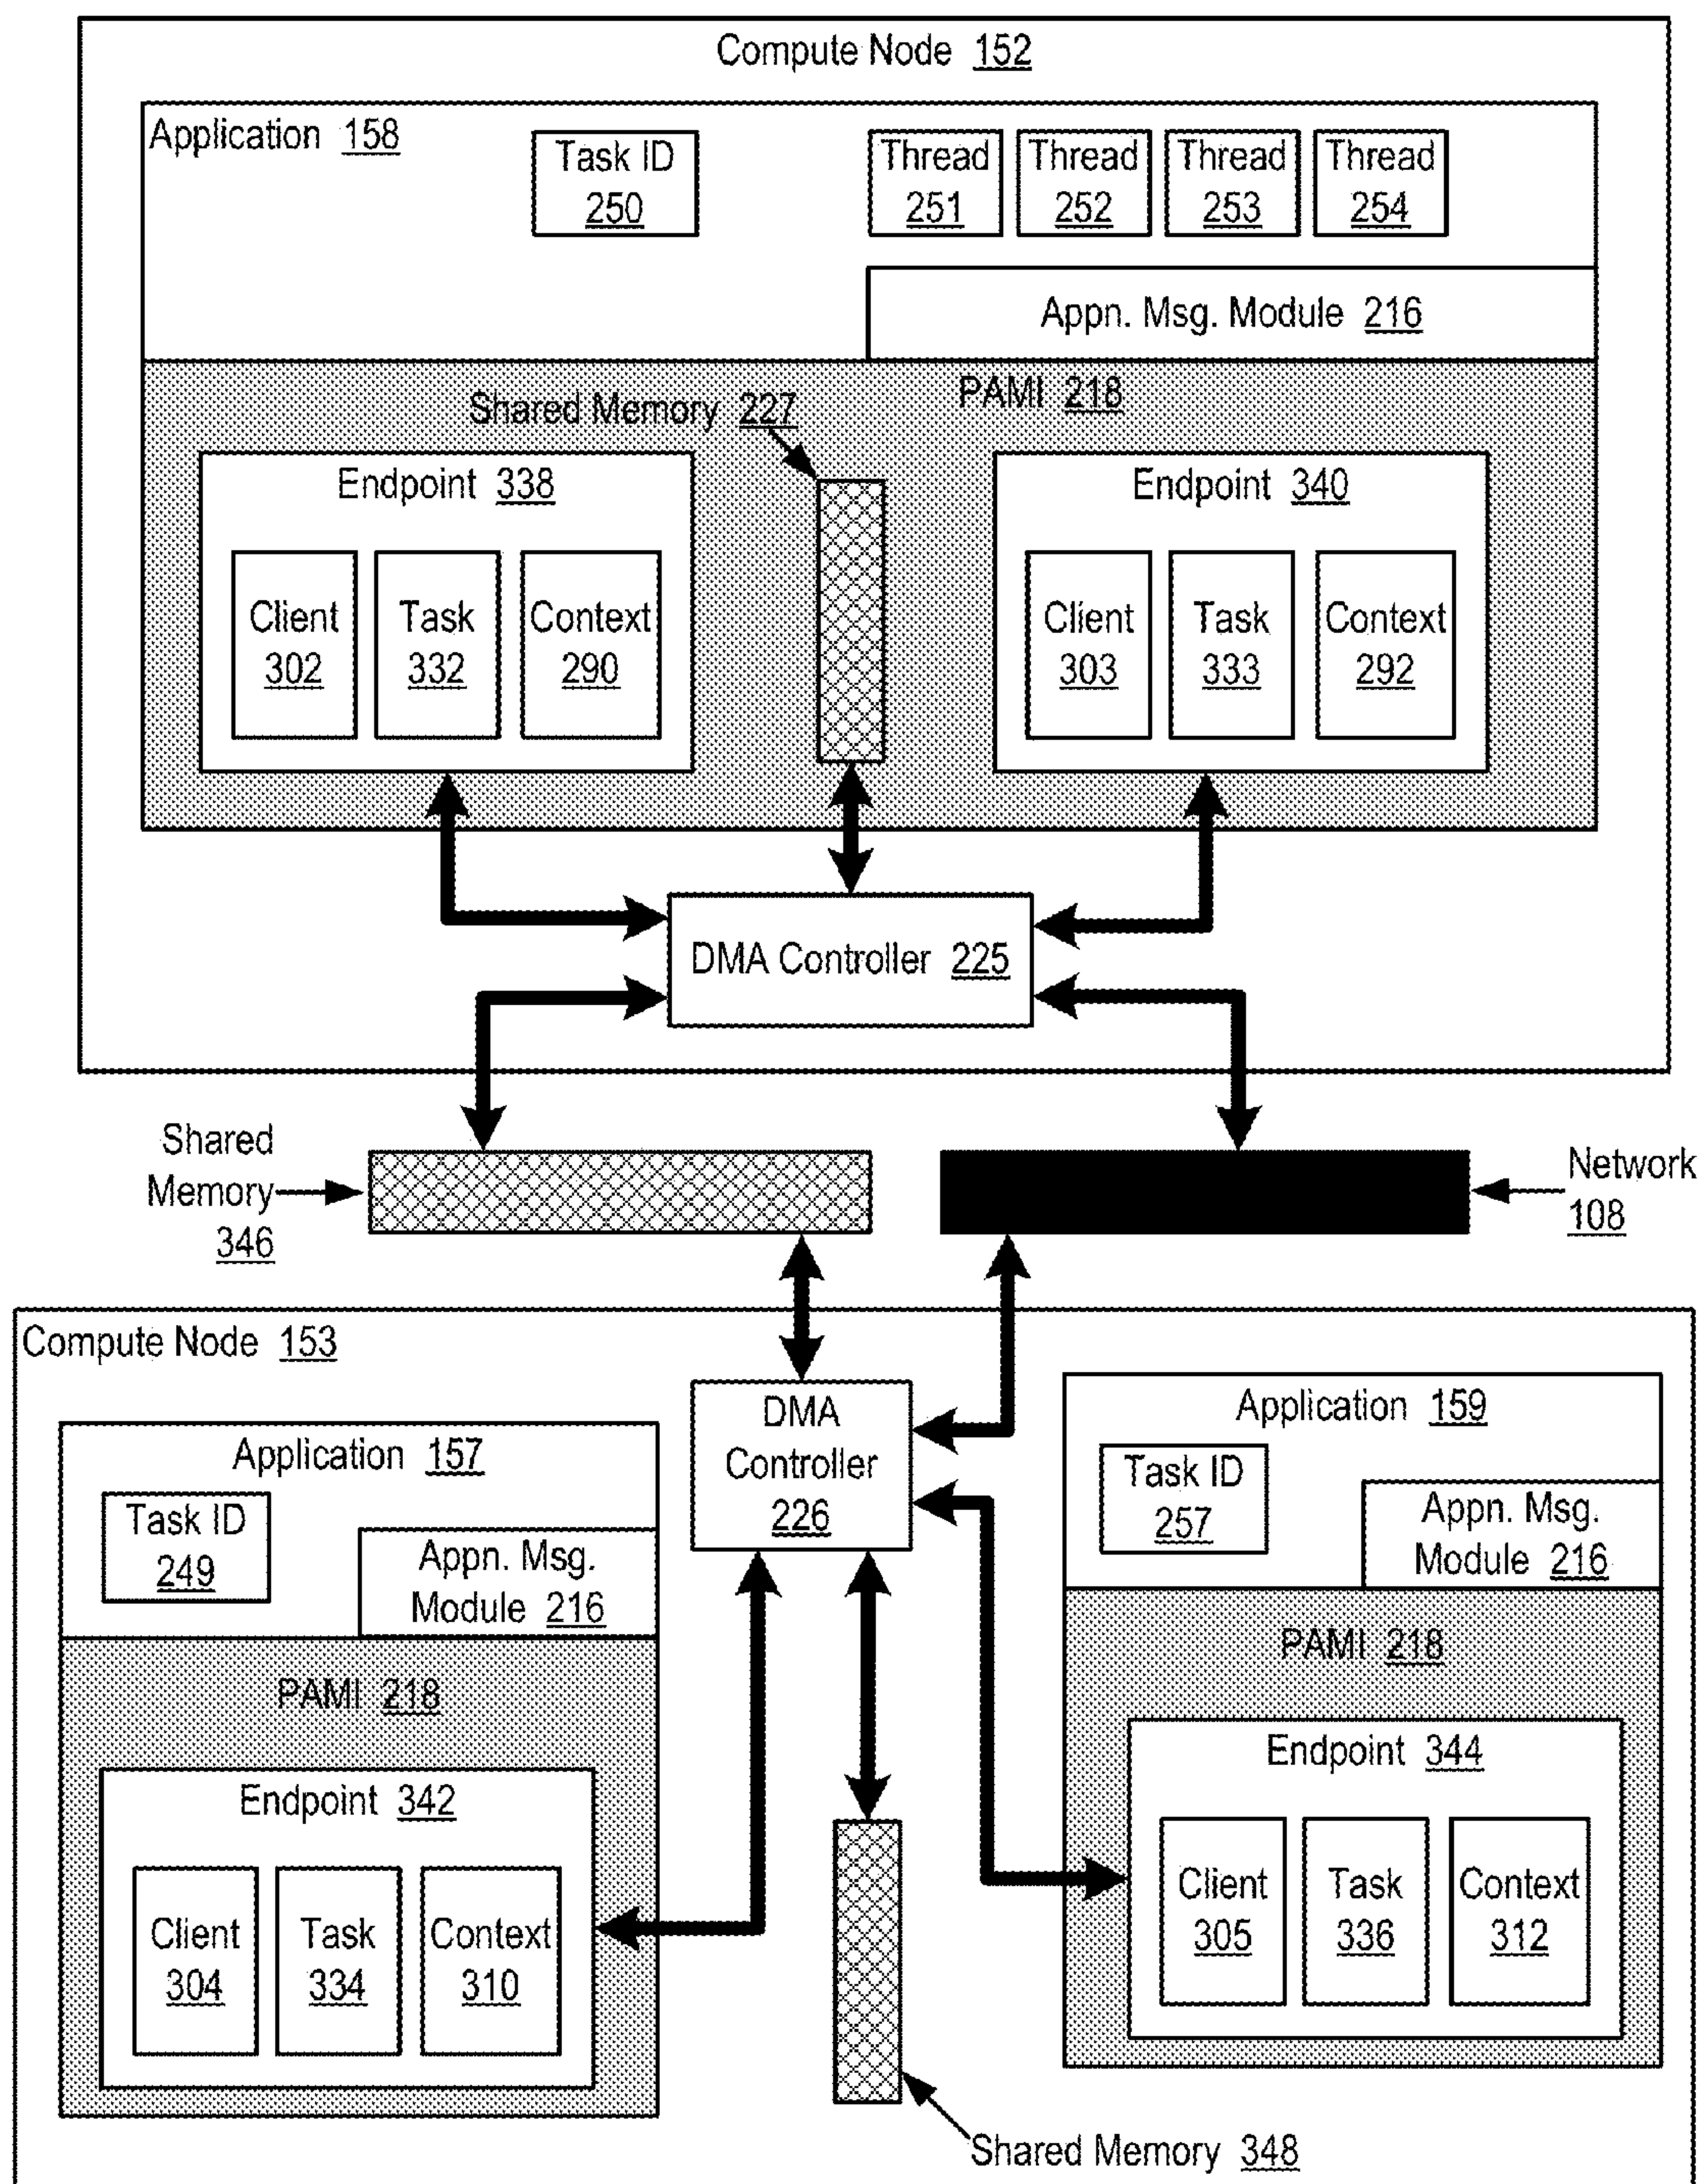 Compute Node 152
Application 158
Task ID
250
Thread
251
Thread
252
Thread
253
Thread
254
Appn. Msg. Module 216
PAMI 218
Shared Memory 227
Endpoint 338
Client
302
Task
332
Context
290
Endpoint 340
Client
303
Task
333
Context
292
DMA Controller 225
Shared
Memory
346
Network
108
Compute Node 153
DMA
Controller
226
Application 157
Task ID
249
Appn. Msg.
Module 216
PAMI 218
Endpoint 342
Client
304
Task
334
Context
310
Application 159
Task ID
257
Appn. Msg.
Module 216
PAMI 218
Endpoint 344
Client
305
Task
336
Context
312
Shared Memory 348